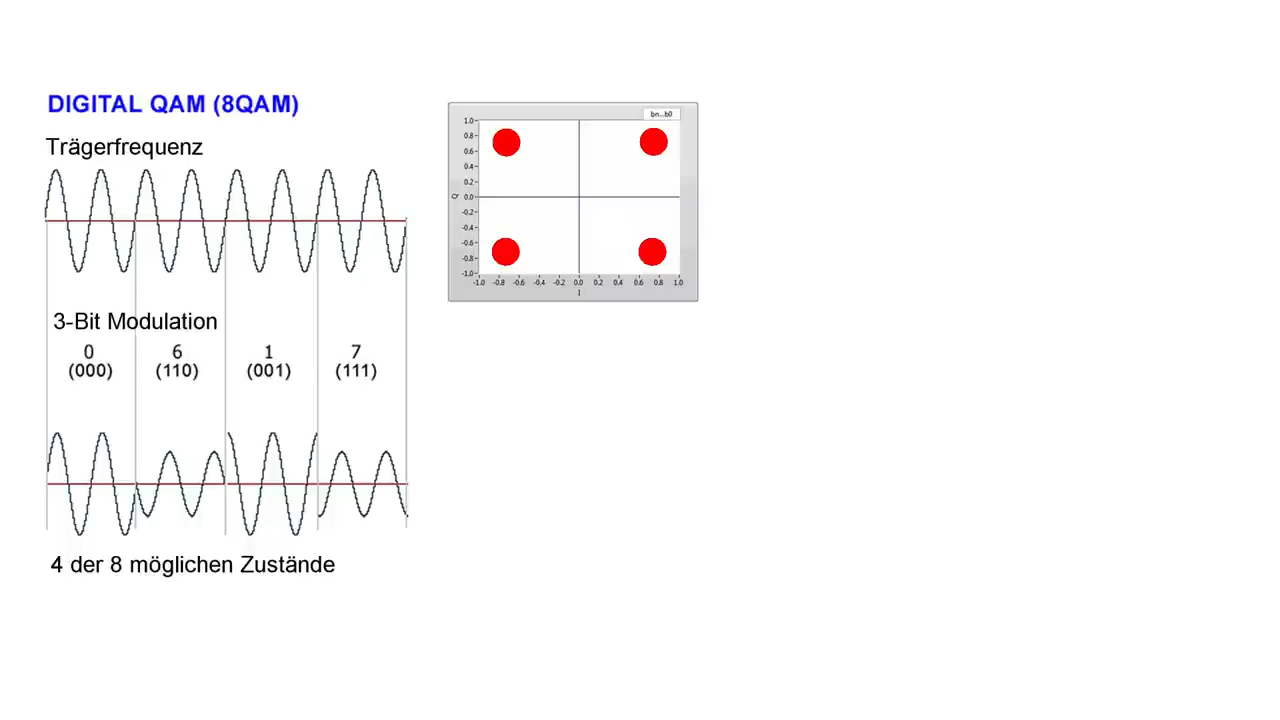 DIGITAL QAM (8QAM)
Trägerfrequenz
3-Bit Modulation
0 6 1 7
(000) (110) (001) (111)
4 der 8 möglichen Zustände
bn...b0
1.0
0.8
0.6
0.4
0.2
0.0
-0.2
-0.4
-0.6
-0.8
-1.0
Q
-1.0 -0.8 -0.6 -0.4 -0.2 0.0 0.2 0.4 0.6 0.8 1.0
I